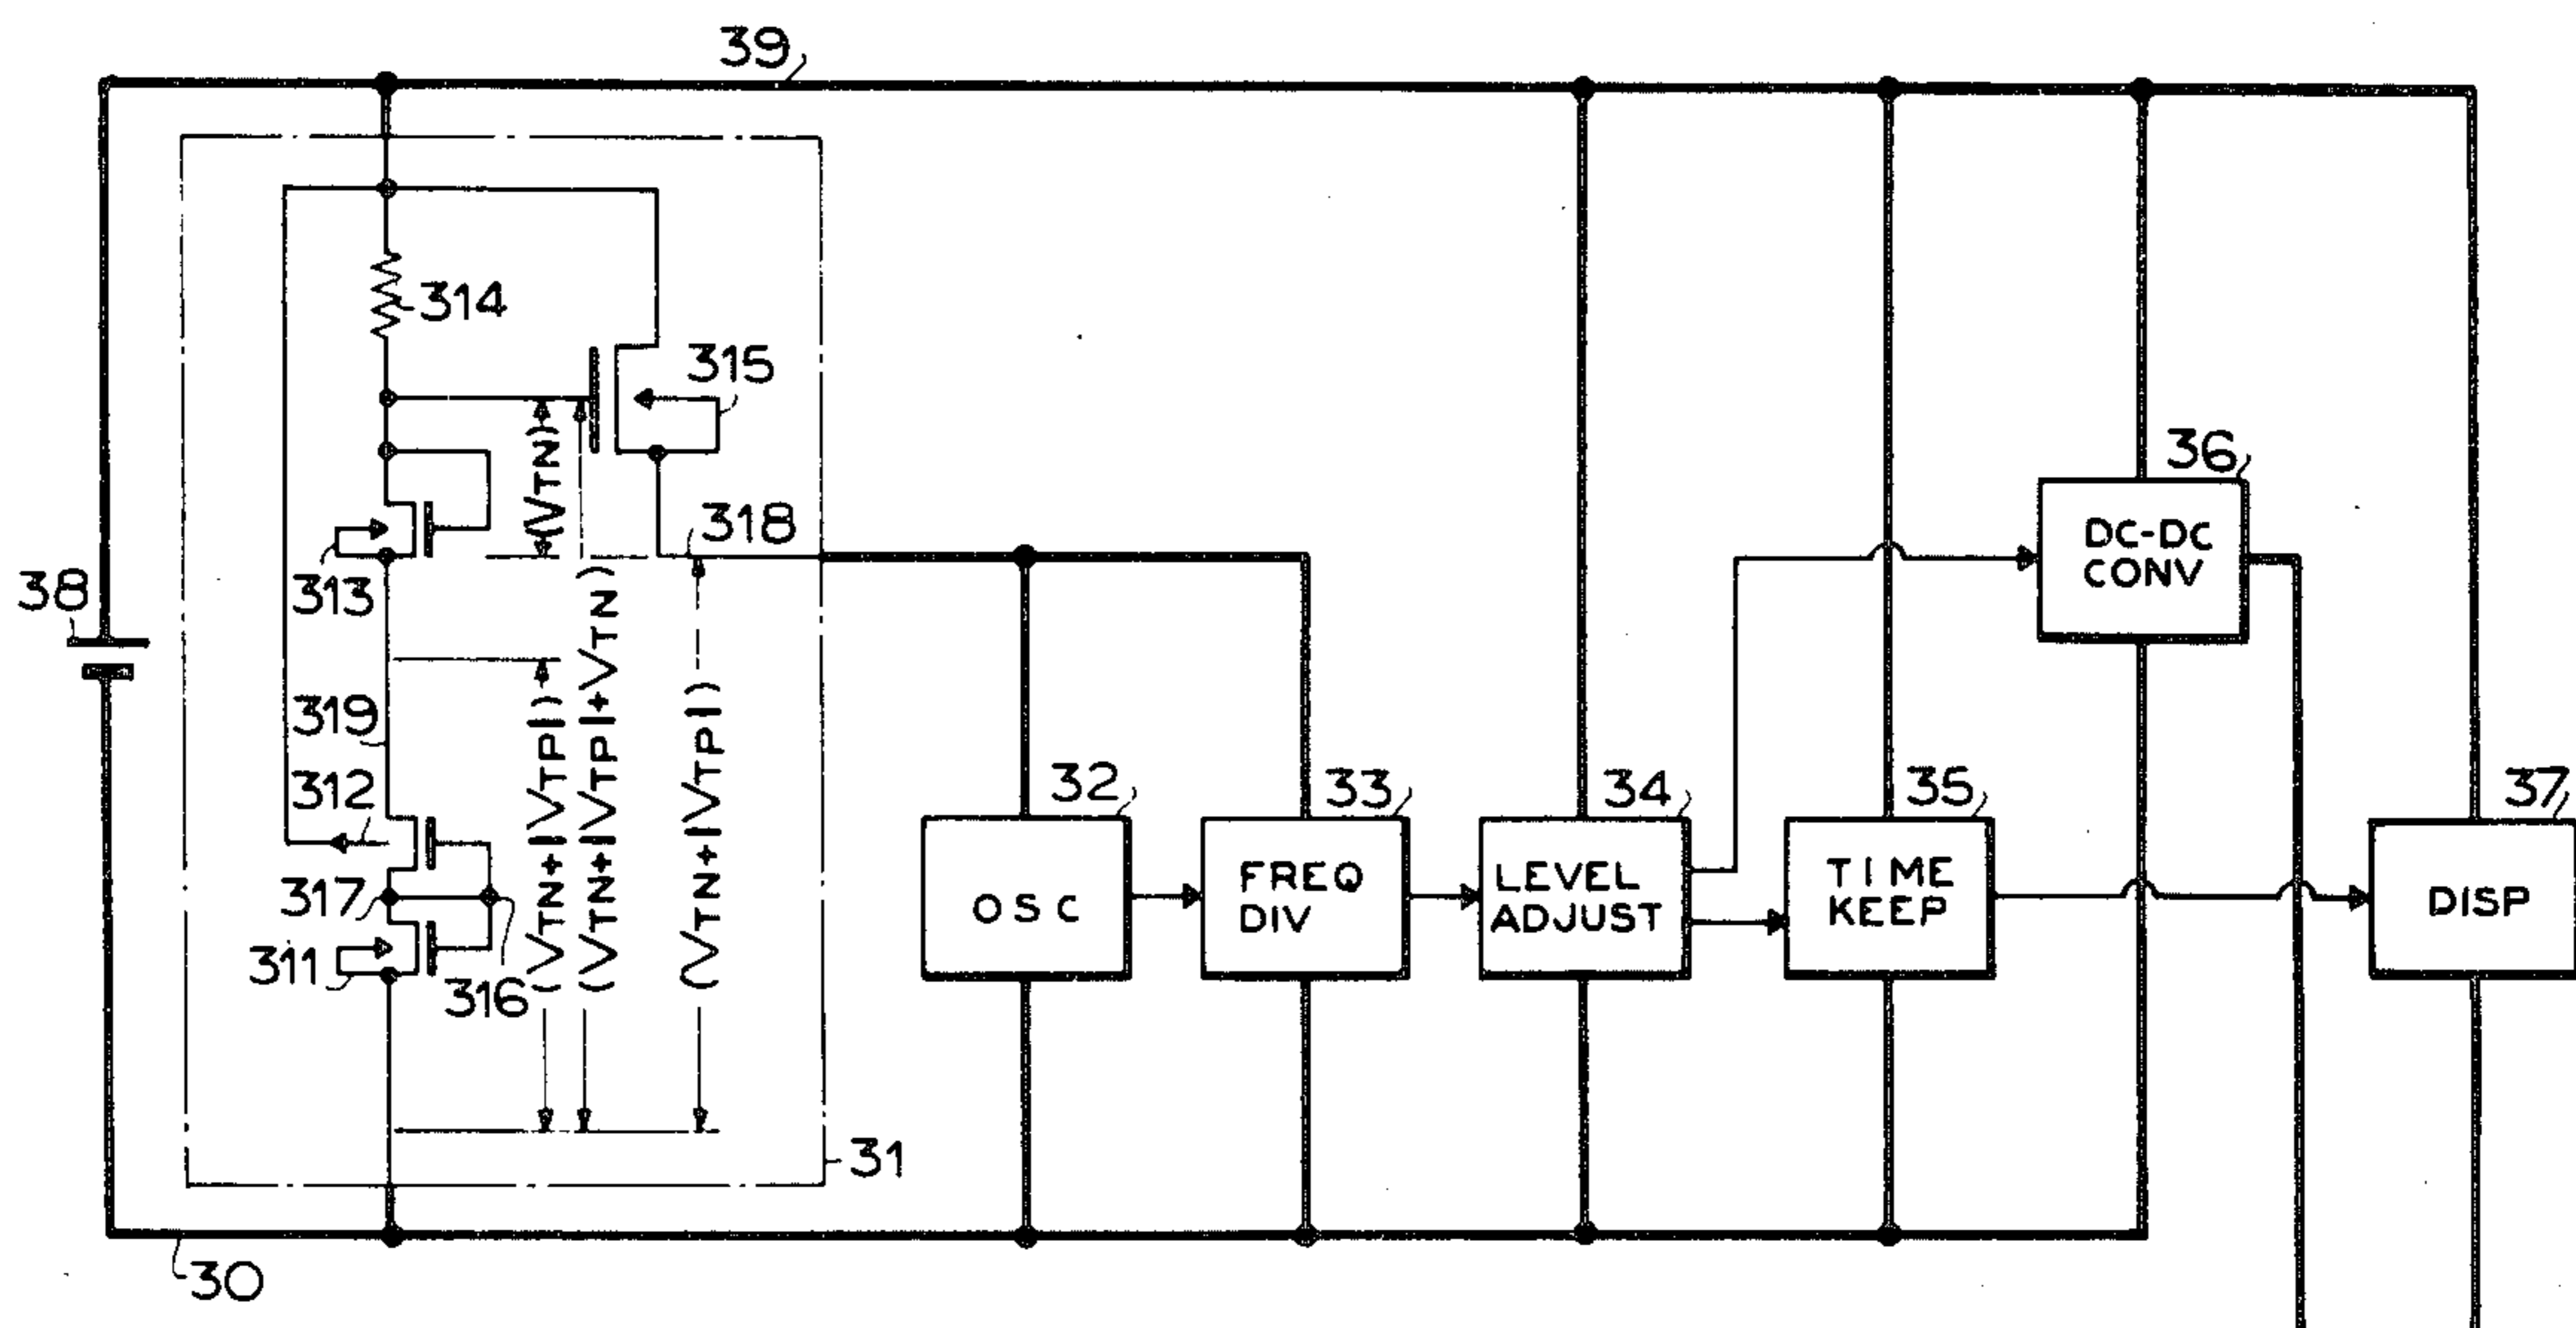 39
314
315
(VTN)
318
313
38
319
312
317
311
316
(VTN+|VTP|)
(VTN+|VTP|+VTN)
(VTN+|VTP|)
31
30
32
OSC
33
FREQ
DIV
34
LEVEL
ADJUST
35
TIME
KEEP
36
DC-DC
CONV
37
DISP